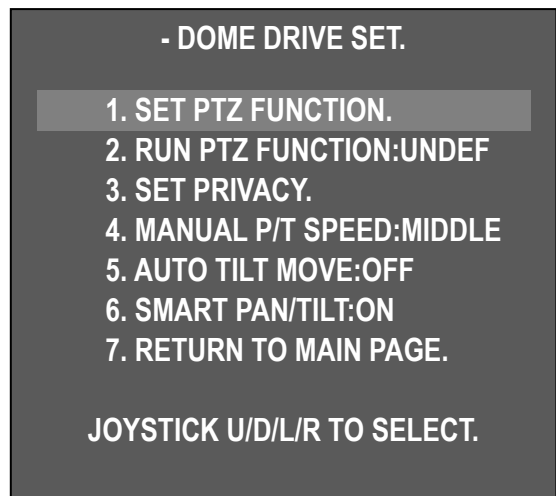 - DOME DRIVE SET.
1. SET PTZ FUNCTION.
2. RUN PTZ FUNCTION:UNDEF
3. SET PRIVACY.
4. MANUAL P/T SPEED:MIDDLE
5. AUTO TILT MOVE:OFF
6. SMART PAN/TILT:ON
7. RETURN TO MAIN PAGE.
JOYSTICK U/D/L/R TO SELECT.